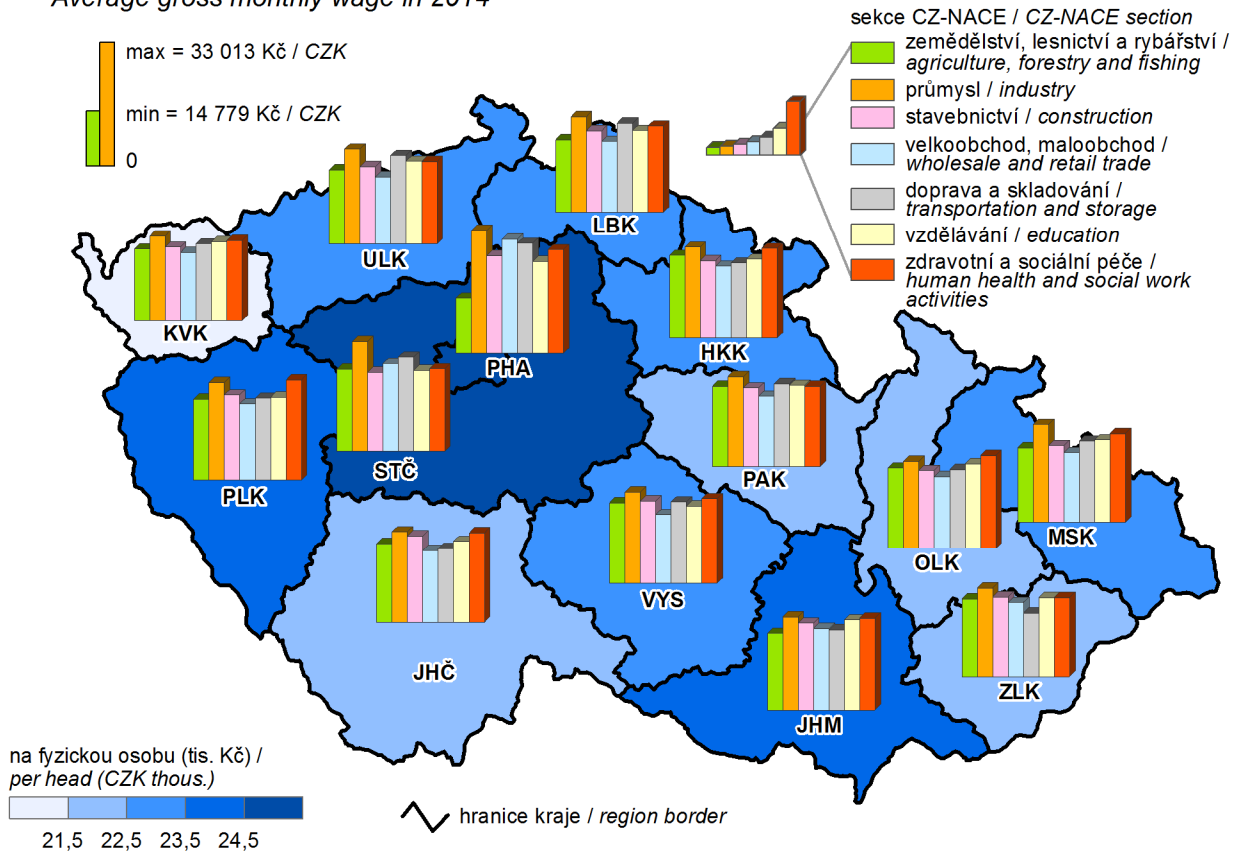 Average gross monthly wage in 2014
max = 33 013 Kč / CZK
min = 14 779 Kč / CZK
0
sekce CZ-NACE / CZ-NACE section
zemědělství, lesnictví a rybářství /
agriculture, forestry and fishing
průmysl / industry
stavebnictví / construction
velkoobchod, maloobchod /
wholesale and retail trade
doprava a skladování /
transportation and storage
vzdělávání / education
zdravotní a sociální péče /
human health and social work
activities
LBK
ULK
KVK
HKK
PHA
STČ
PAK
PLK
MSK
OLK
VYS
JHČ
ZLK
JHM
na fyzickou osobu (tis. Kč) /
per head (CZK thous.)
21,5 22,5 23,5 24,5
hranice kraje / region border